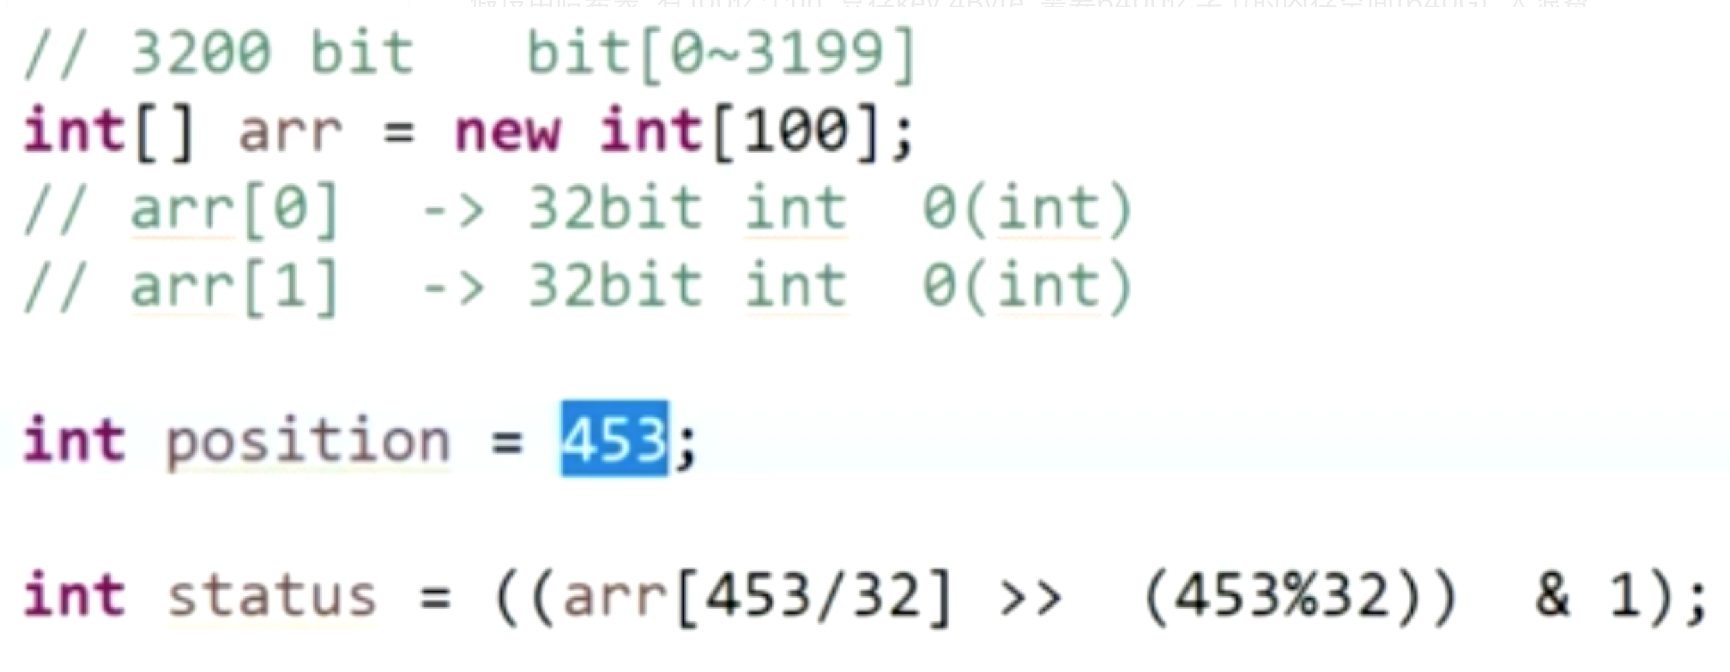 // 3200 bit   bit[0~3199]
int[] arr = new int[100];
// arr[0]  -> 32bit int  0(int)
// arr[1]  -> 32bit int  0(int)
int position = 453;
int status = ((arr[453/32] >>  (453%32))  & 1);